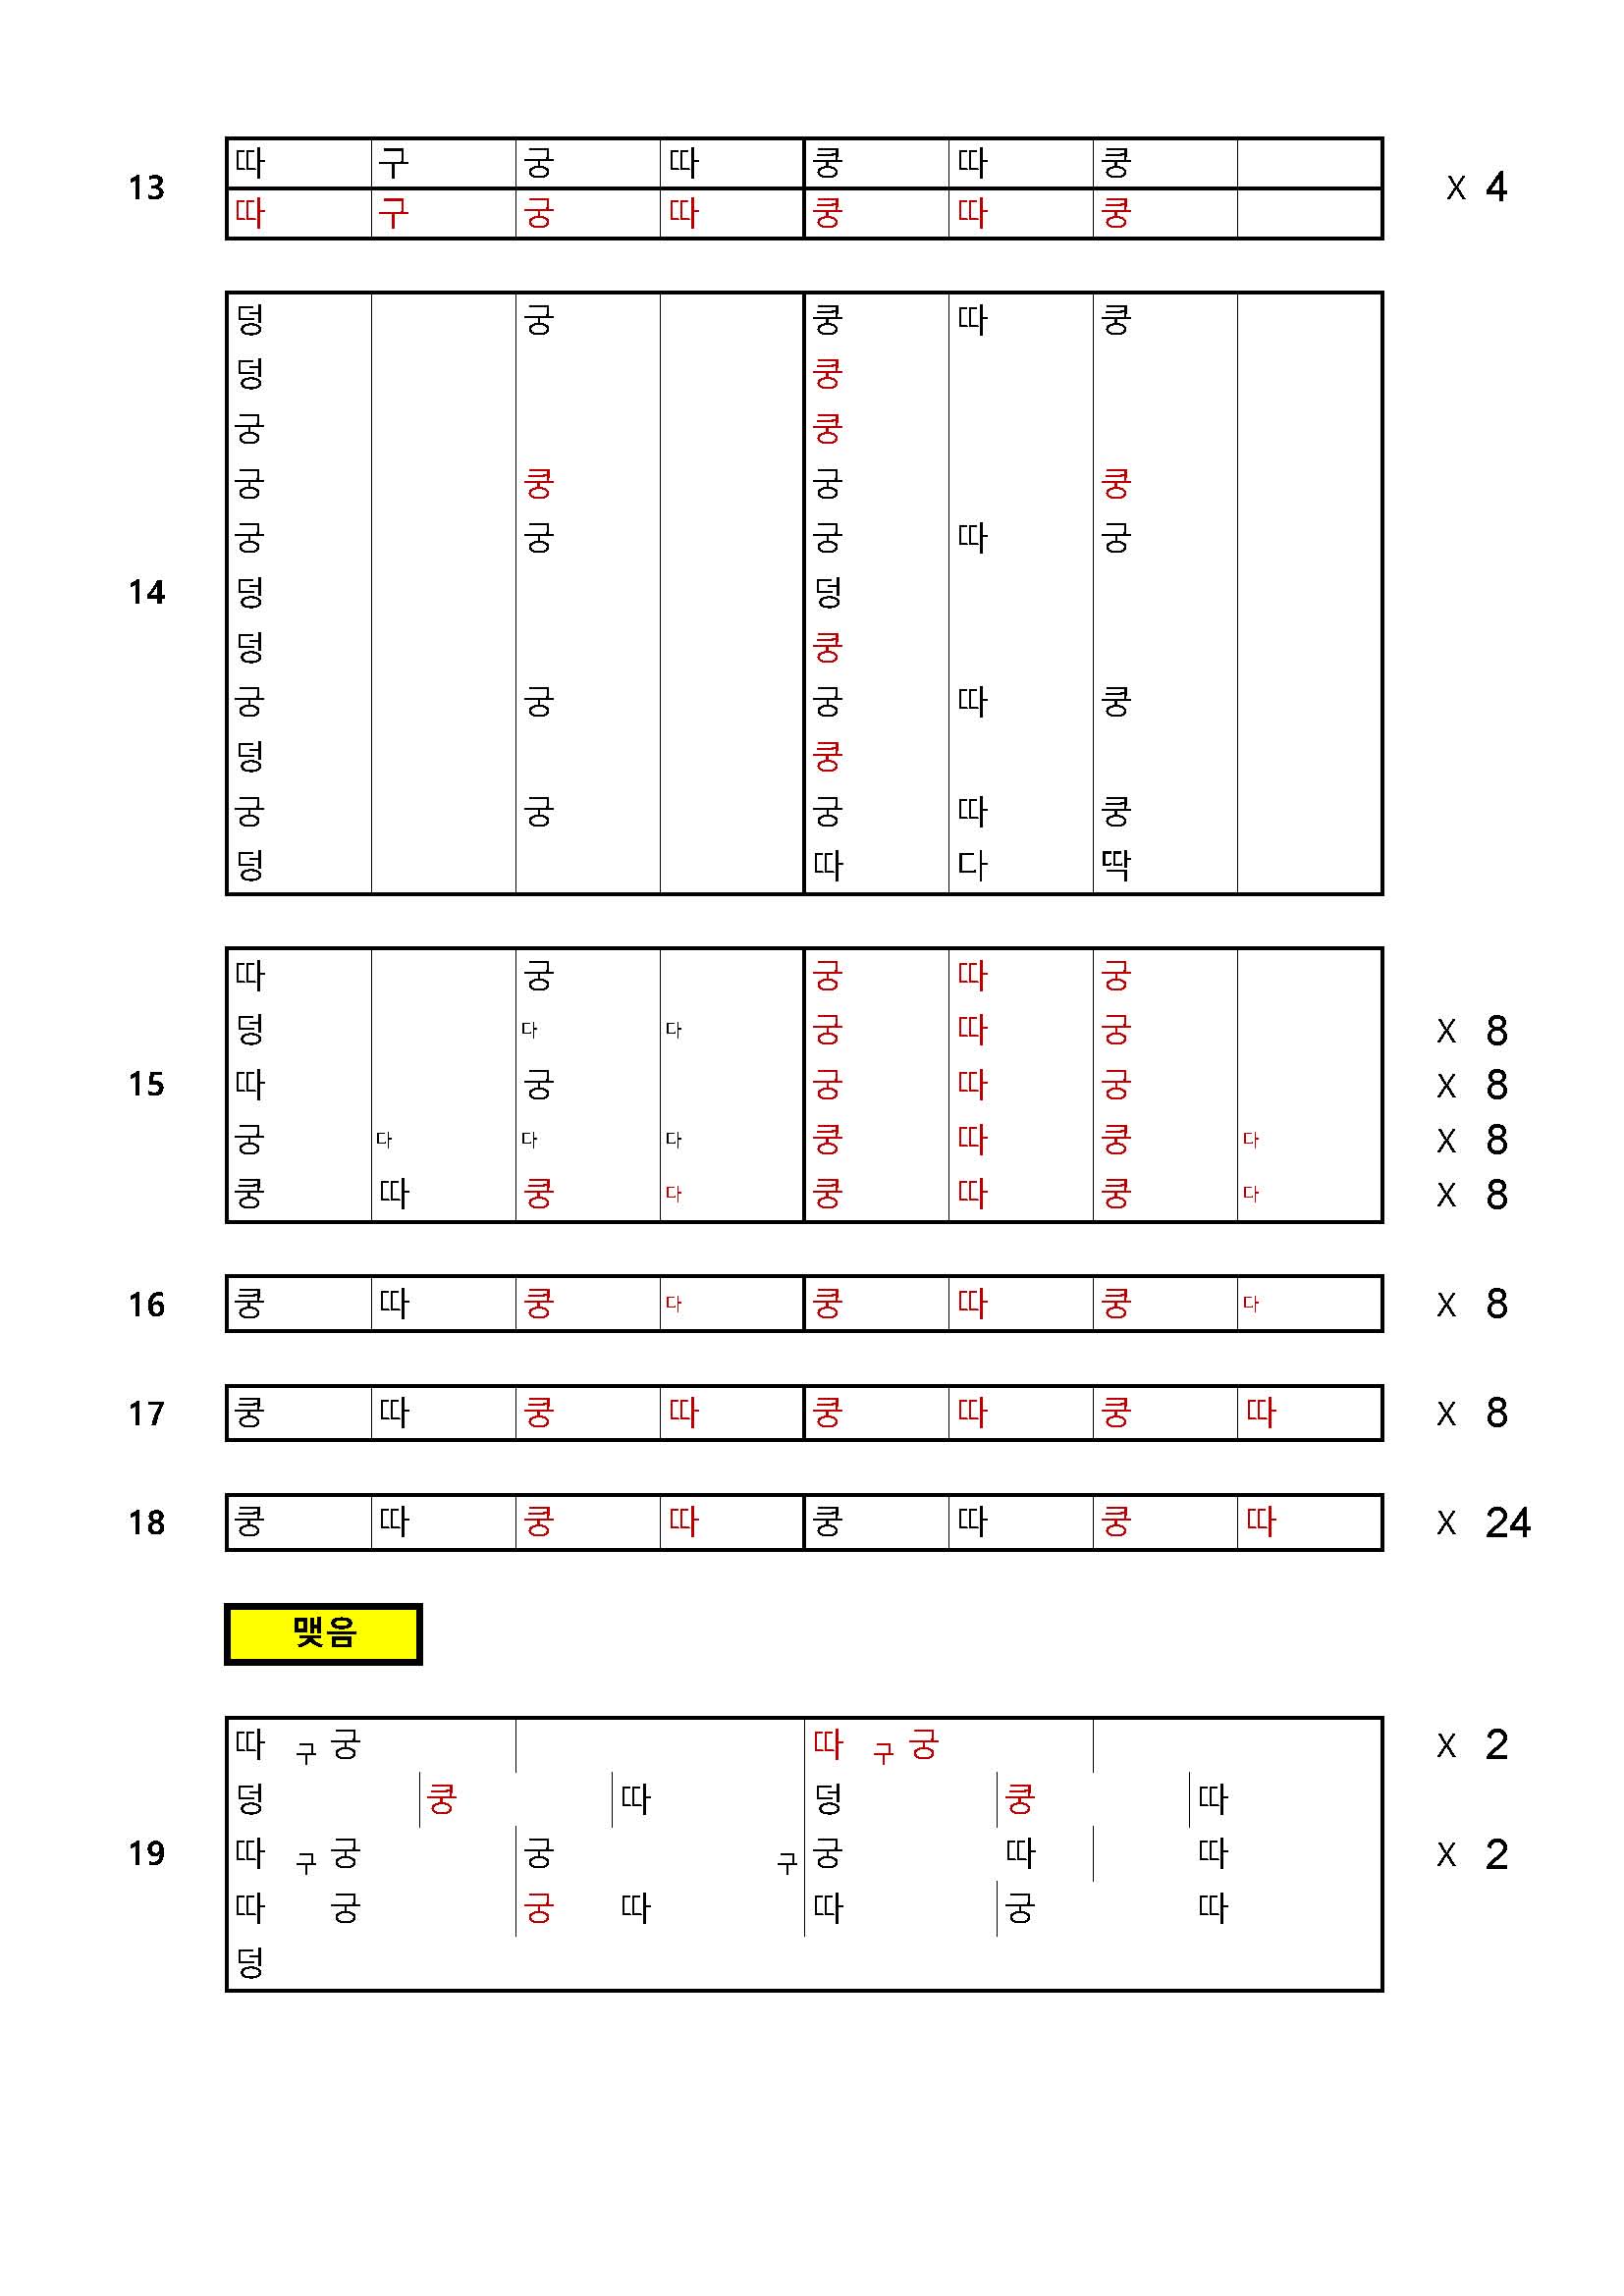 따 구 궁 따 쿵 따 쿵
13 X 4
따 구 궁 따 쿵 따 쿵
덩 궁 쿵 따 쿵
덩 쿵
궁 쿵
궁 쿵 궁 쿵
궁 궁 궁 따 궁
14 덩 덩
덩 쿵
궁 궁 궁 따 쿵
덩 쿵
궁 궁 궁 따 쿵
덩 따 다 딱
따 궁 궁 따 궁
덩 다 다 궁 따 궁 X 8
15 따 궁 궁 따 궁 X 8
궁 다 다 다 쿵 따 쿵 다 X 8
쿵 따 쿵 다 쿵 따 쿵 다 X 8
16 쿵 따 쿵 다 쿵 따 쿵 다 X 8
17 쿵 따 쿵 따 쿵 따 쿵 따 X 8
18 쿵 따 쿵 따 쿵 따 쿵 따 X 24
맺음
따 구 궁 따 구 궁 X 2
덩 쿵 따 덩 쿵 따
19 따 구 궁 궁 구 궁 따 따 X 2
따 궁 궁 따 따 궁 따
덩